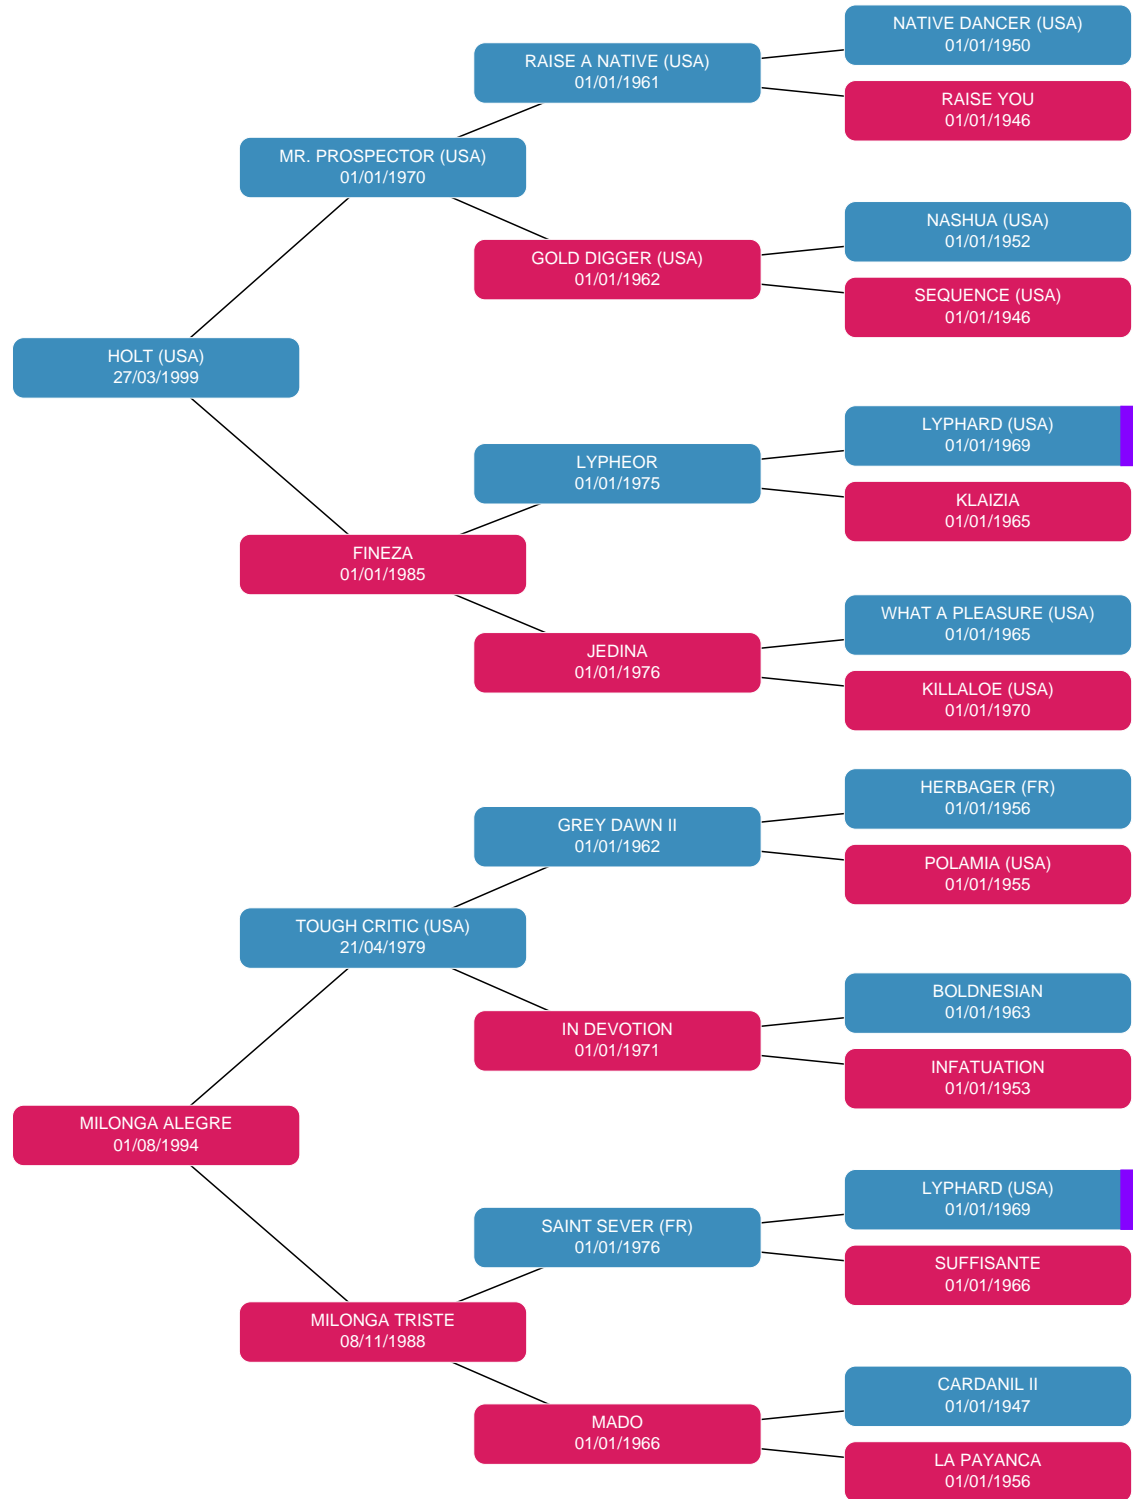 NATIVE DANCER (USA)
01/01/1950
RAISE A NATIVE (USA)
01/01/1961
RAISE YOU
01/01/1946
MR. PROSPECTOR (USA)
01/01/1970
NASHUA (USA)
01/01/1952
GOLD DIGGER (USA)
01/01/1962
SEQUENCE (USA)
01/01/1946
HOLT (USA)
27/03/1999
LYPHARD (USA)
01/01/1969
LYPHEOR
01/01/1975
KLAIZIA
01/01/1965
FINEZA
01/01/1985
WHAT A PLEASURE (USA)
01/01/1965
JEDINA
01/01/1976
KILLALOE (USA)
01/01/1970
HERBAGER (FR)
01/01/1956
GREY DAWN II
01/01/1962
POLAMIA (USA)
01/01/1955
TOUGH CRITIC (USA)
21/04/1979
BOLDNESIAN
01/01/1963
IN DEVOTION
01/01/1971
INFATUATION
01/01/1953
MILONGA ALEGRE
01/08/1994
LYPHARD (USA)
01/01/1969
SAINT SEVER (FR)
01/01/1976
SUFFISANTE
01/01/1966
MILONGA TRISTE
08/11/1988
CARDANIL II
01/01/1947
MADO
01/01/1966
LA PAYANCA
01/01/1956